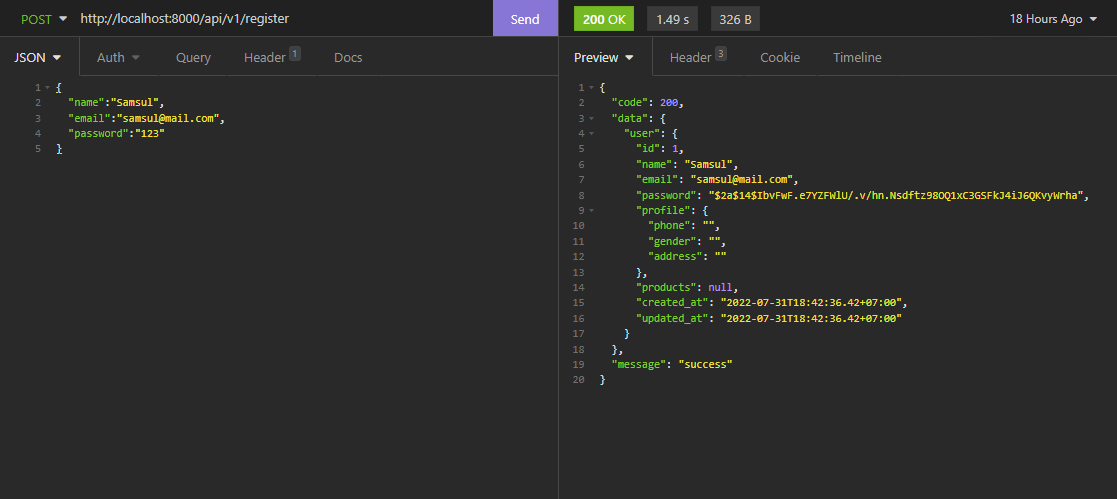 POST http://localhost:8000/api/v1/register Send 200 OK 1.49 s 326 B 18 Hours Ago
JSON Auth Query Header 1 Docs
1 {
2 "name":"Samsul",
3 "email":"samsul@mail.com",
4 "password":"123"
5 }
Preview Header 3 Cookie Timeline
1 {
2 "code": 200,
3 "data": {
4 "user": {
5 "id": 1,
6 "name": "Samsul",
7 "email": "samsul@mail.com",
8 "password": "$2a$14$IbvFwF.e7YZFWlU/.v/hn.Nsdftz98OQ1xC3GSFkJ4iJ6QKvyWrha",
9 "profile": {
10 "phone": "",
11 "gender": "",
12 "address": ""
13 },
14 "products": null,
15 "created_at": "2022-07-31T18:42:36.42+07:00",
16 "updated_at": "2022-07-31T18:42:36.42+07:00"
17 }
18 },
19 "message": "success"
20 }